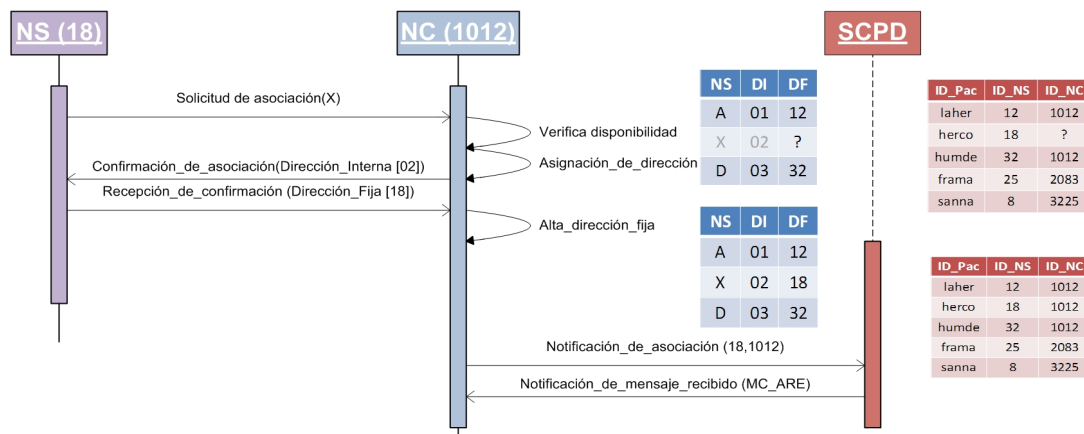 NS (18)
NC (1012)
SCPD
Solicitud de asociación(X)
Verifica disponibilidad
Confirmación_de_asociación(Dirección_Interna [02])
Asignación_de_dirección
Recepción_de_confirmación (Dirección_Fija [18])
Alta_dirección_fija
NS DI DF
A 01 12
X 02 ?
D 03 32
NS DI DF
A 01 12
X 02 18
D 03 32
ID_Pac ID_NS ID_NC
laher 12 1012
herco 18 ?
humde 32 1012
frama 25 2083
sanna 8 3225
ID_Pac ID_NS ID_NC
laher 12 1012
herco 18 1012
humde 32 1012
frama 25 2083
sanna 8 3225
Notificación_de_asociación (18,1012)
Notificación_de_mensaje_recibido (MC_ARE)